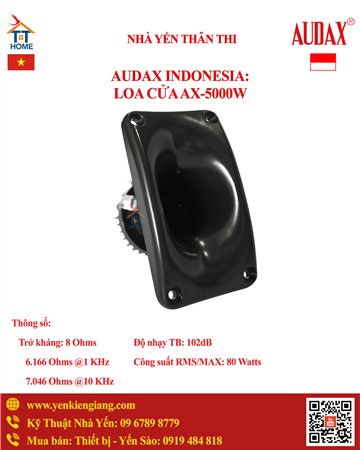 TT
HOME
NHÀ YẾN THÂN THI
AUDAX®
AUDAX INDONESIA:
LOA CỬA AX-5000W
Thông số:
Trở kháng: 8 Ohms
Độ nhạy TB: 102dB
6.166 Ohms @1 KHz
Công suất RMS/MAX: 80 Watts
7.046 Ohms @10 KHz
www.yenkiengiang.com
Kỹ Thuật Nhà Yến: 09 6789 8779
Mua bán: Thiết bị - Yến Sào: 0919 484 818